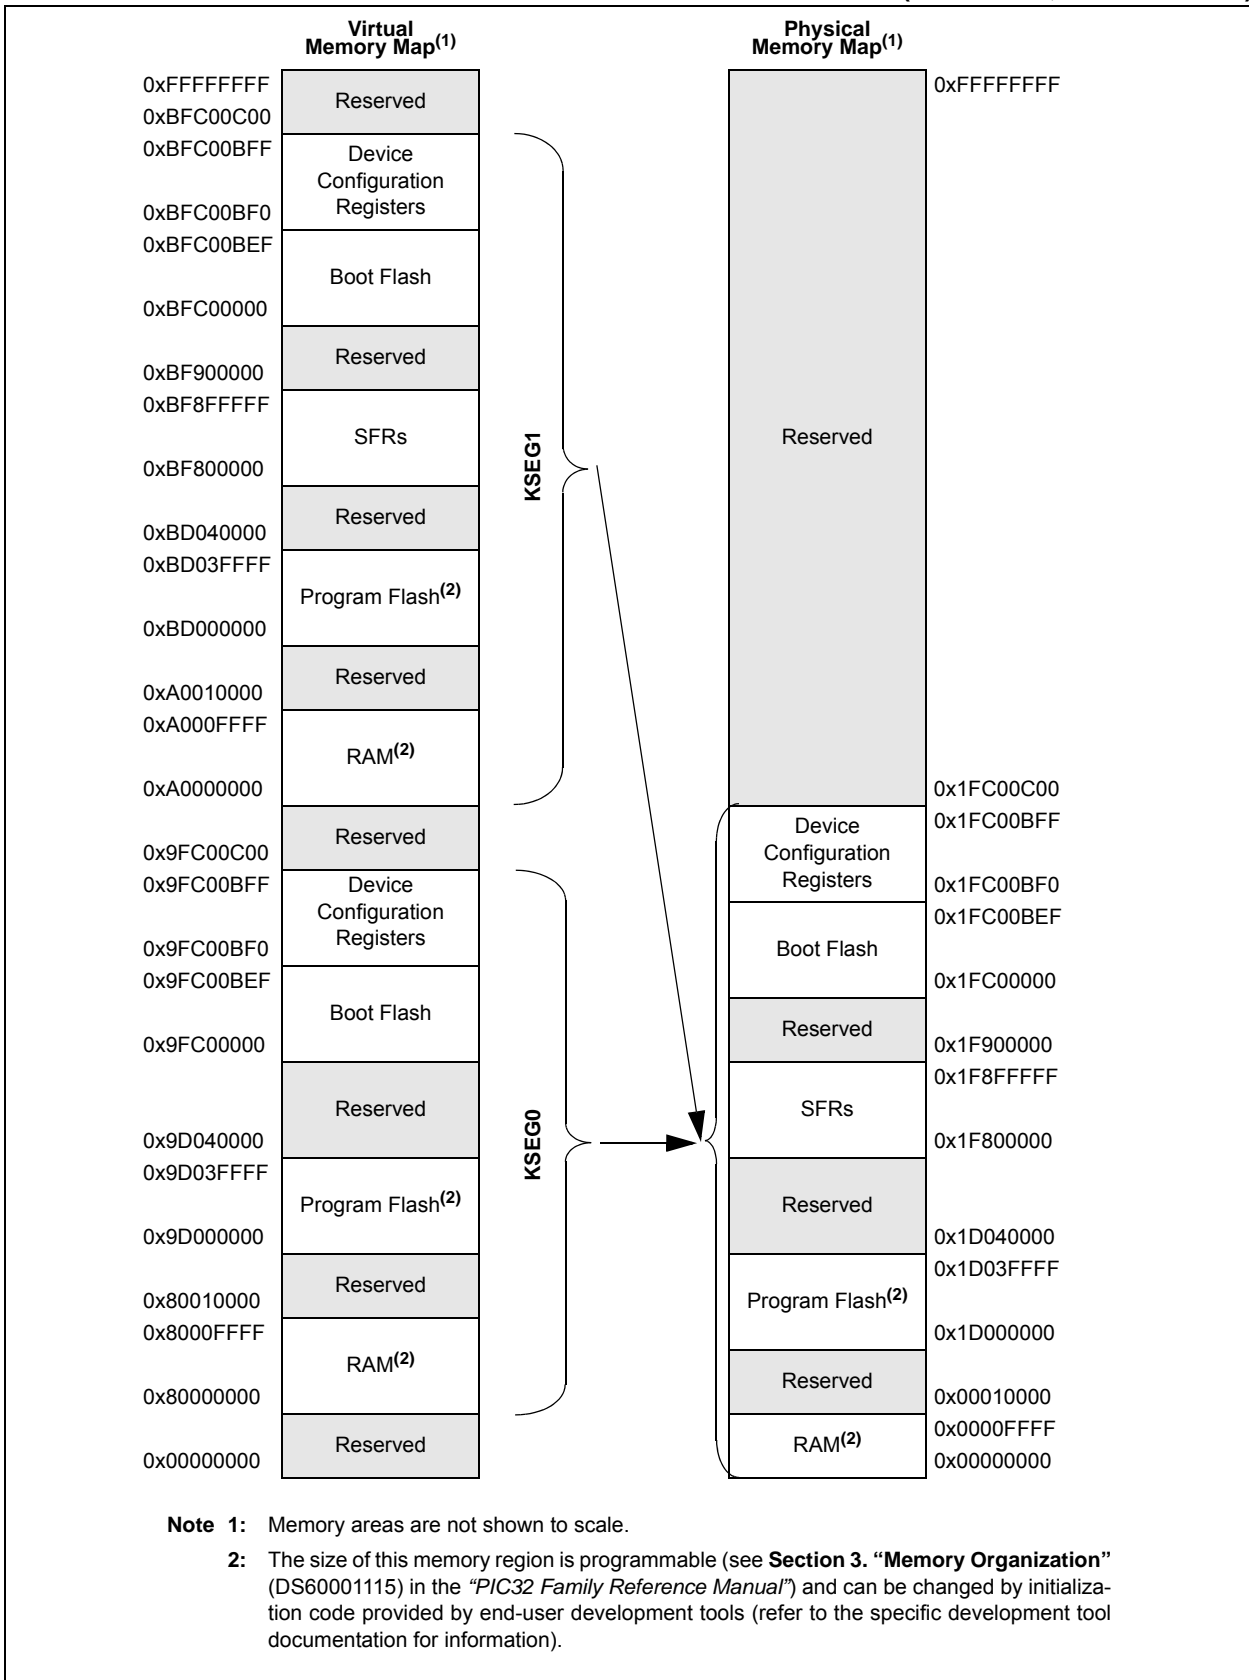 Virtual
Memory Map(1)
Physical
Memory Map(1)
0xFFFFFFFF
Reserved
0xBFC00C00
0xBFC00BFF
Device
Configuration
Registers
0xBFC00BF0
0xBFC00BEF
Boot Flash
0xBFC00000
Reserved
0xBF900000
0xBF8FFFFF
SFRs
0xBF800000
Reserved
0xBD040000
0xBD03FFFF
Program Flash(2)
0xBD000000
Reserved
0xA0010000
0xA000FFFF
RAM(2)
0xA0000000
Reserved
0x9FC00C00
0x9FC00BFF
Device
Configuration
Registers
0x9FC00BF0
0x9FC00BEF
Boot Flash
0x9FC00000
Reserved
0x9D040000
0x9D03FFFF
Program Flash(2)
0x9D000000
Reserved
0x80010000
0x8000FFFF
RAM(2)
0x80000000
Reserved
0x00000000
KSEG1
KSEG0
0xFFFFFFFF
Reserved
0x1FC00C00
0x1FC00BFF
Device
Configuration
Registers
0x1FC00BF0
0x1FC00BEF
Boot Flash
0x1FC00000
Reserved
0x1F900000
0x1F8FFFFF
SFRs
0x1F800000
Reserved
0x1D040000
0x1D03FFFF
Program Flash(2)
0x1D000000
Reserved
0x00010000
0x0000FFFF
RAM(2)
0x00000000
Note 1: Memory areas are not shown to scale.
2: The size of this memory region is programmable (see Section 3. “Memory Organization”
(DS60001115) in the “PIC32 Family Reference Manual”) and can be changed by initializa-
tion code provided by end-user development tools (refer to the specific development tool
documentation for information).